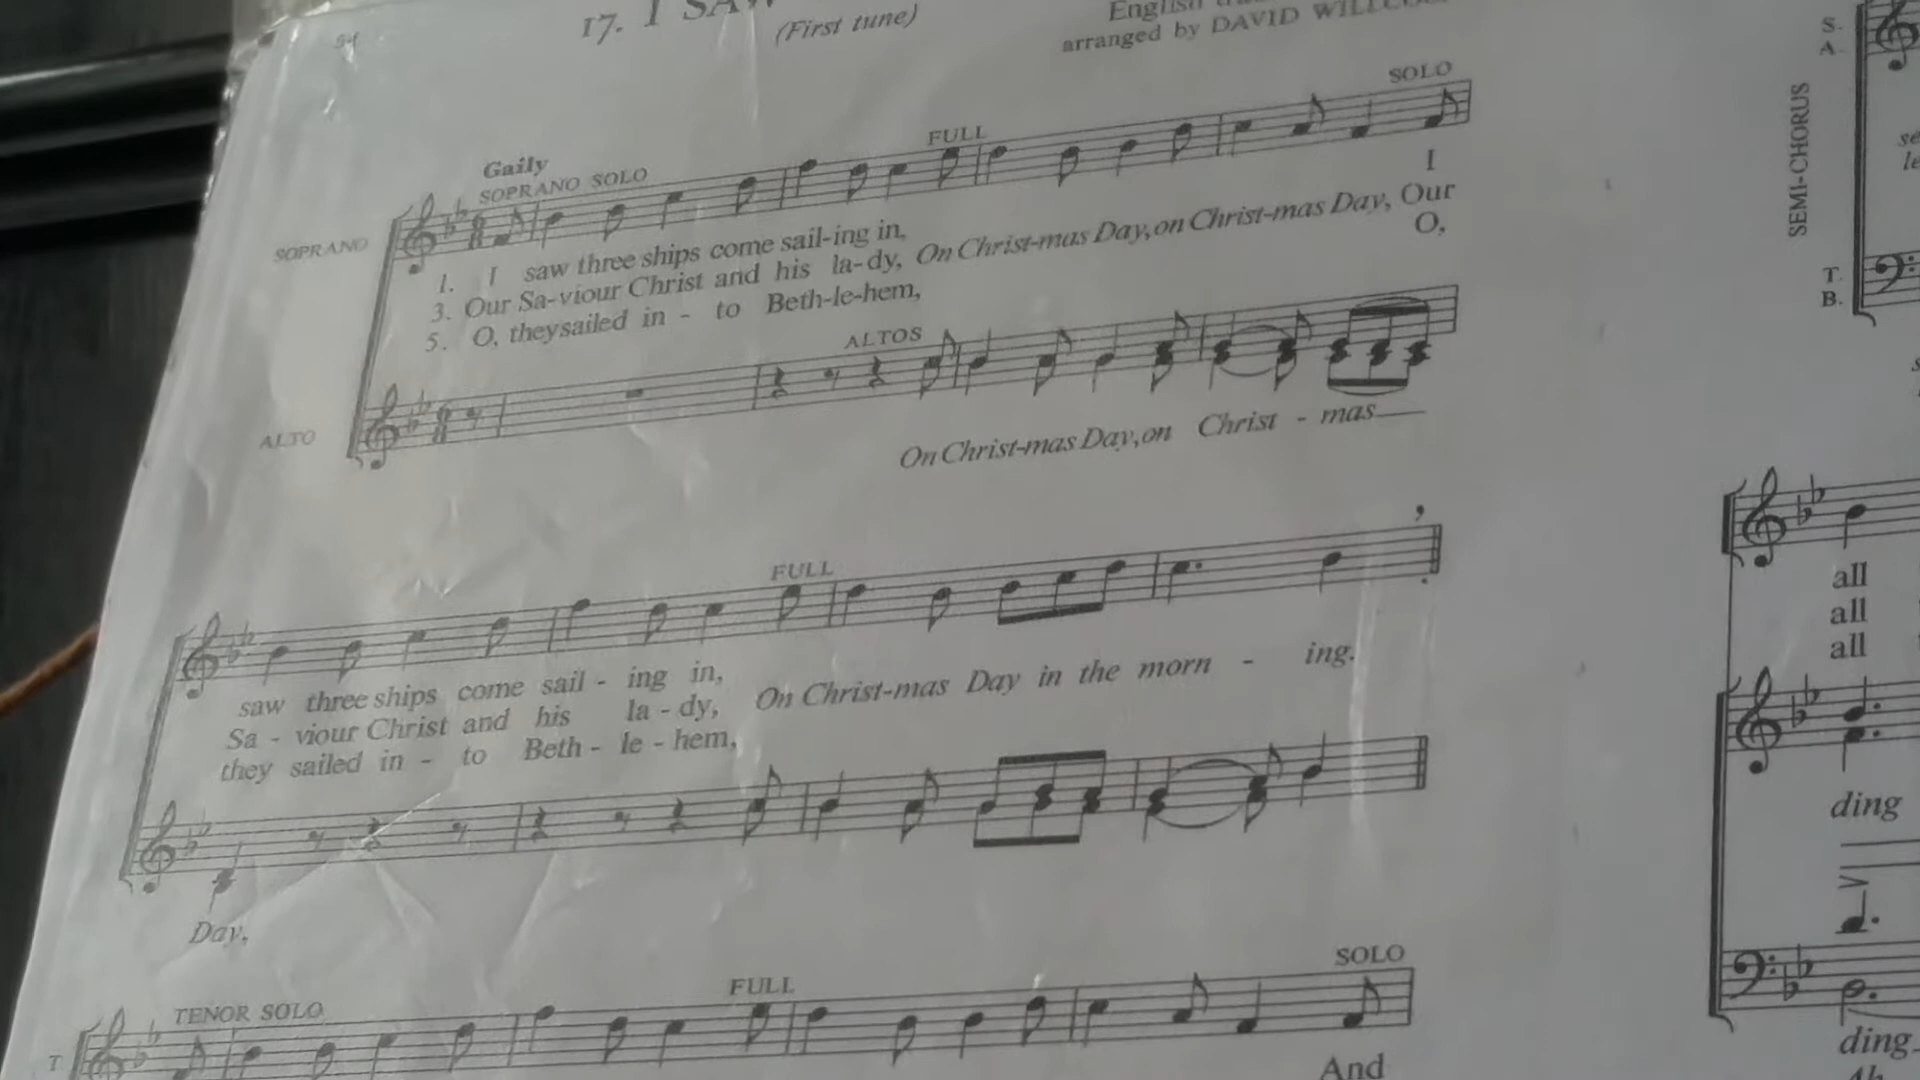 17. I SAW
(First tune)
English
arranged by DAVID
Gaily
SOPRANO SOLO
FULL
SOLO
SOPRANO
I
1. I saw three ships come sail-ing in,
3. Our Sa-viour Christ and his la-dy, On Christ-mas Day, on Christ-mas Day, Our
5. O, they sailed in - to Beth-le-hem,
O,
ALTOS
ALTO
On Christ-mas Day, on Christ - mas
FULL
saw three ships come sail - ing in,
Sa - viour Christ and his la - dy, On Christ-mas Day in the morn - ing.
they sailed in - to Beth - le - hem,
Day,
TENOR SOLO
FULL
SOLO
T
And
S.
A.
SEMI-CHORUS
T.
B.
all
all
all
ding
ding